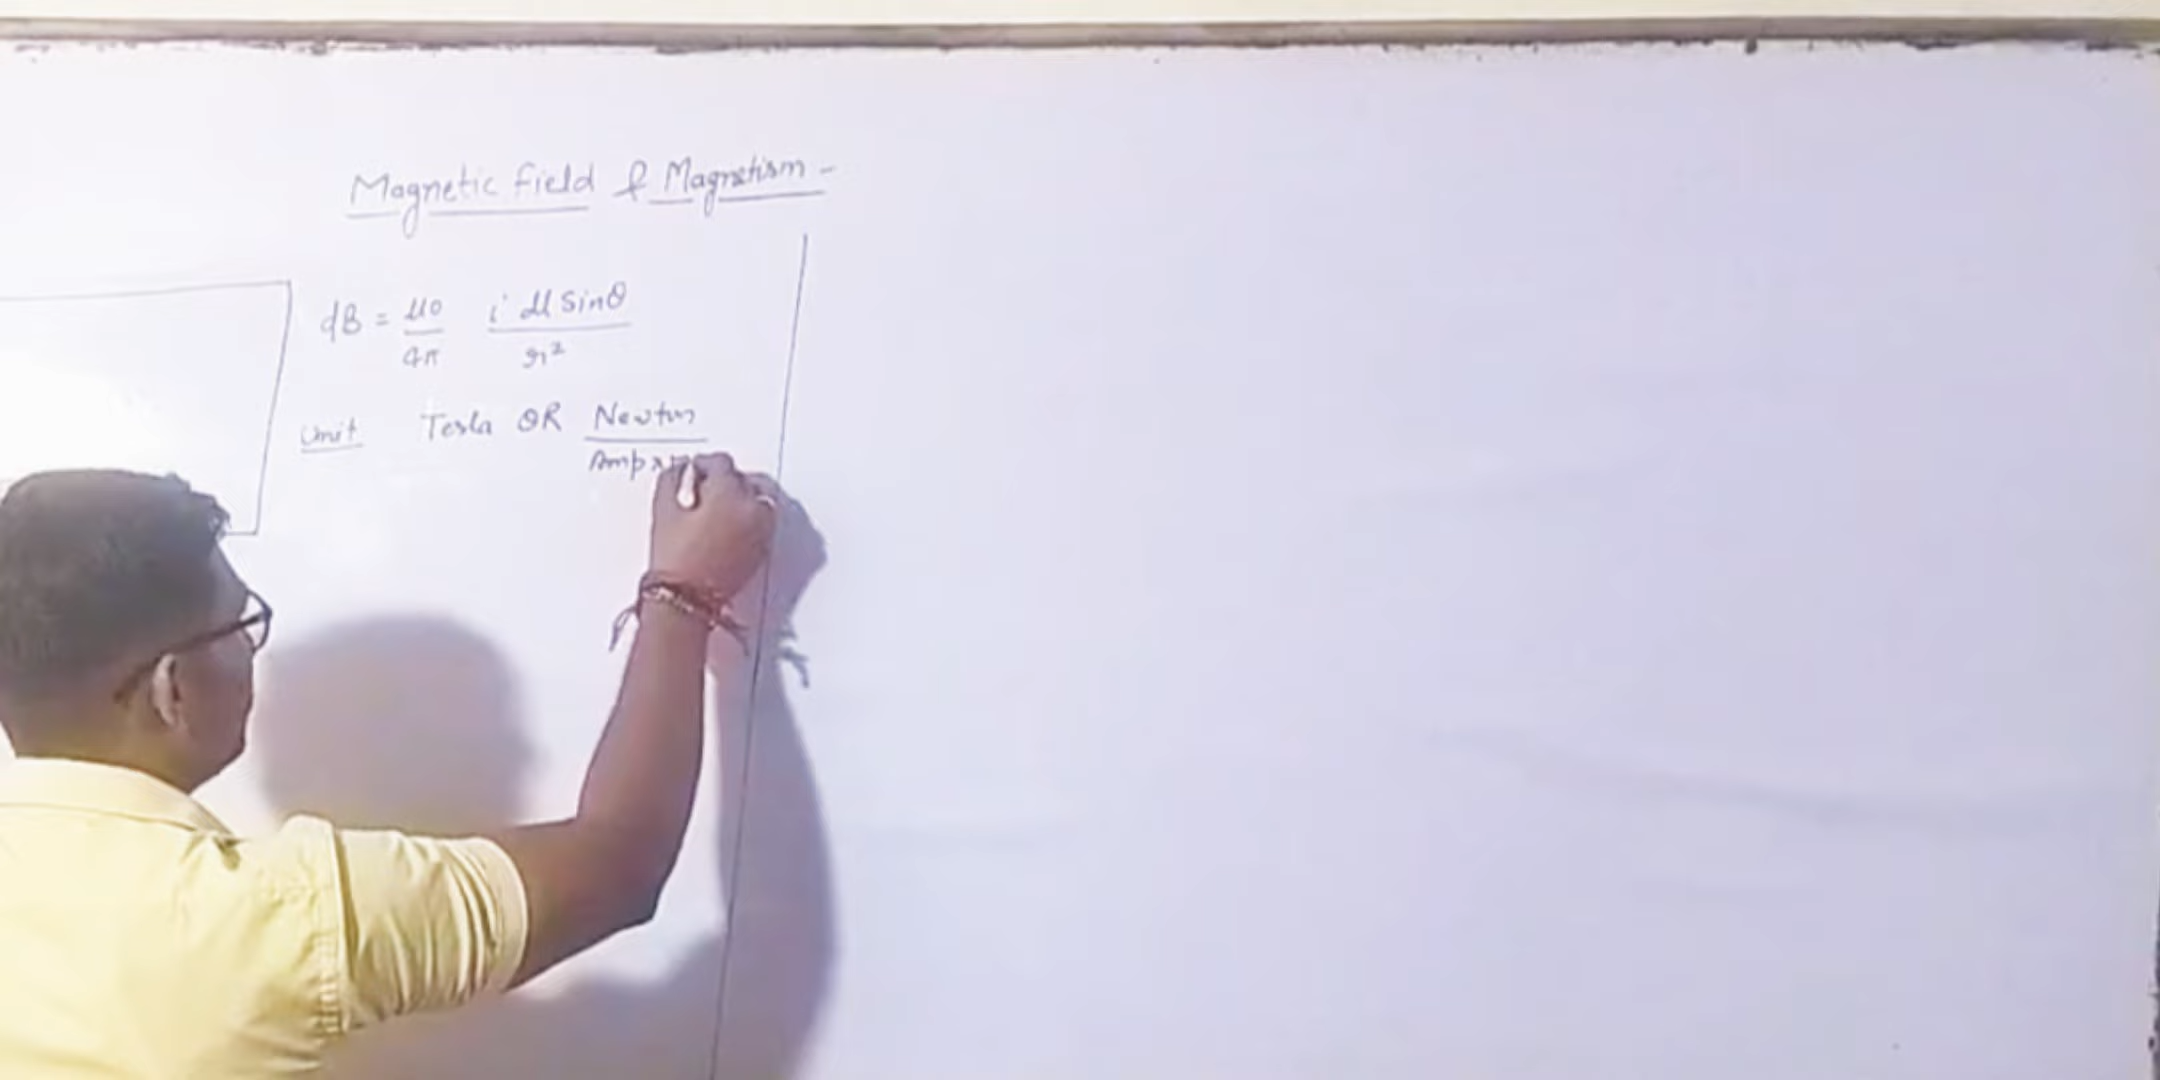 Magnetic field & Magnetism -
dB = μ0/4π i dl Sinθ/r²
Unit Tesla OR Newton/Amp x